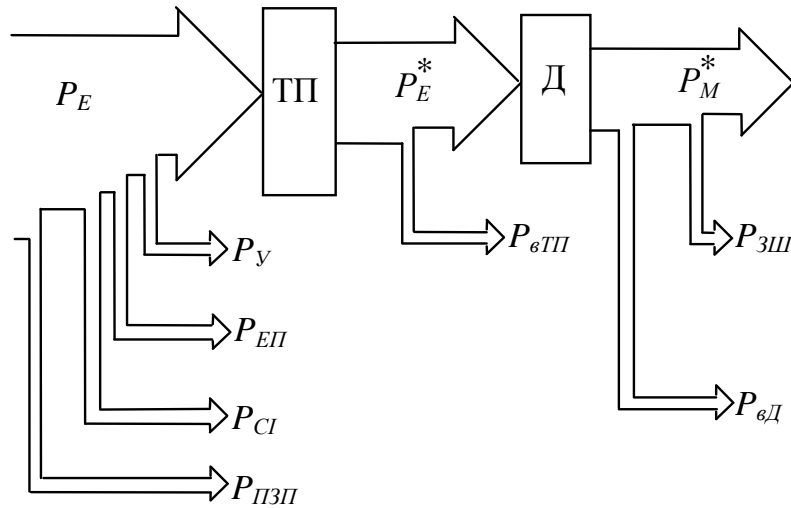 P_E
ТП
P_E^*
Д
P_M^*
P_У
P_вТП
P_ЗШ
P_ЕП
P_СІ
P_вД
P_ПЗП